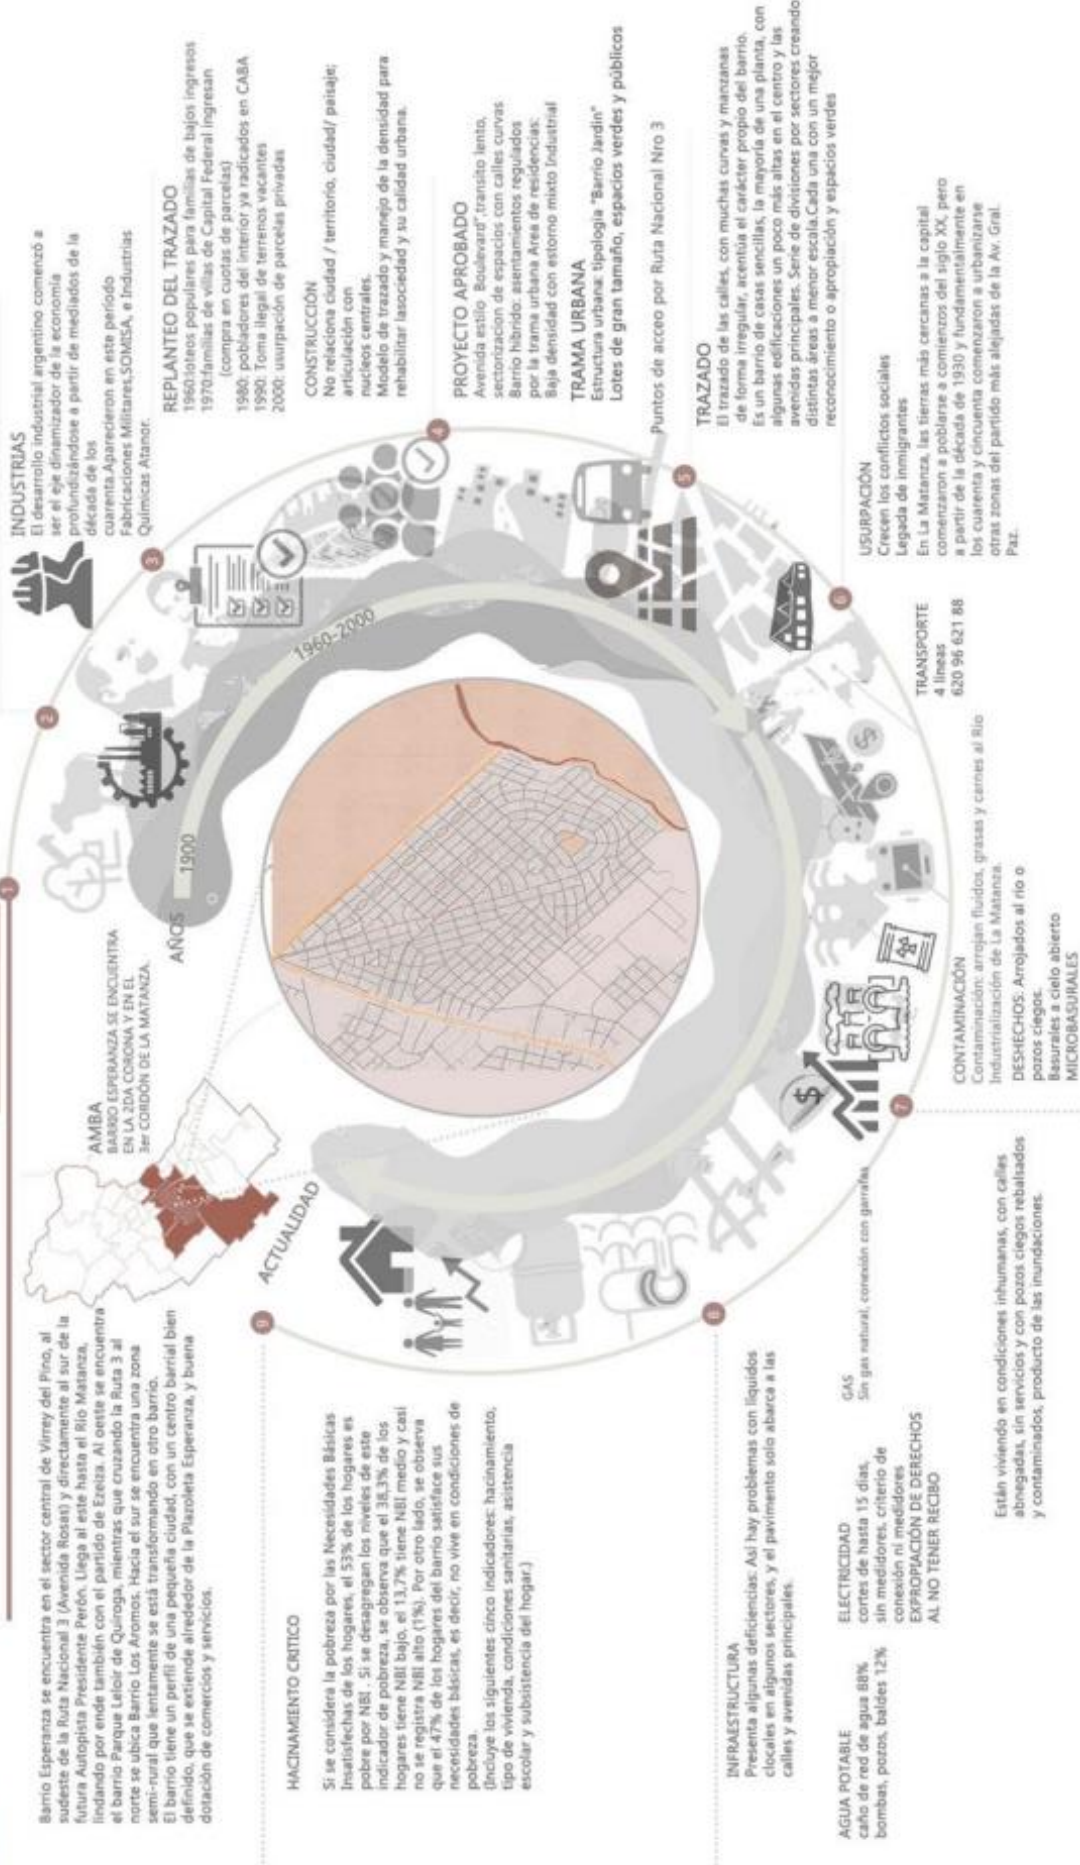 Barrio Esperanza se encuentra en el sector central de Virrey del Pino, al
sudeste de la Ruta Nacional 3 (Avenida Rosas) y directamente al sur de la
futura Autopista Presidente Perón. Llega al este hasta el Río Matanza,
lindando por ende también con el partido de Ezeiza. Al oeste se encuentra
el barrio Parque Leloir de Quiroga, mientras que cruzando la Ruta 3 al
norte se ubica Barrio Los Aromos. Hacia el sur se encuentra una zona
semi-rural que lentamente se está transformando en otro barrio.
El barrio tiene un perfil de una pequeña ciudad, con un centro barrial bien
definido, que se extiende alrededor de la Plazoleta Esperanza, y buena
dotación de comercios y servicios.
AMBA
BARRIO ESPERANZA SE ENCUENTRA
EN LA 2DA CORONA Y EN EL
3er CORDÓN DE LA MATANZA.
AÑOS
1900
1960-2000
ACTUALIDAD
1
2
3
4
5
6
7
8
9
INDUSTRIAS
El desarrollo industrial argentino comenzó a
ser el eje dinamizador de la economía
profundizándose a partir de mediados de la
década de los
cuarenta.Aparecieron en este período
Fabricaciones Militares,SOMISA, e Industrias
Químicas Atanor.
REPLANTEO DEL TRAZADO
1960:loteos populares para familias de bajos ingresos
1970:familias de villas de Capital Federal ingresan
(compra en cuotas de parcelas)
1980: pobladores del interior ya radicados en CABA
1990: Toma ilegal de terrenos vacantes
2000: usurpación de parcelas privadas
CONSTRUCCIÓN
No relaciona ciudad / territorio, ciudad/ paisaje;
articulación con
nucleos centrales.
Modelo de trazado y manejo de la densidad para
rehabilitar lasociedad y su calidad urbana.
PROYECTO APROBADO
Avenida estilo Boulevard",transito lento,
sectorizacion de espacios con calles curvas
Barrio hibrido: asentamientos regulados
por la trama urbana Area de residencias:
Baja densidad con estorno mixto Industrial
TRAMA URBANA
Estructura urbana: tipología "Barrio Jardin"
Lotes de gran tamaño, espacios verdes y públicos
Puntos de acceo por Ruta Nacional Nro 3
TRAZADO
El trazado de las calles, con muchas curvas y manzanas
de forma irregular, acentúa el carácter propio del barrio.
Es un barrio de casas sencillas, la mayoría de una planta, con
algunas edificaciones un poco más altas en el centro y las
avenidas principales. Serie de divisiones por sectores creando
distintas áreas a menor escala.Cada una con un mejor
reconocimiento o apropiación y espacios verdes
USURPACIÓN
Crecen los conflictos sociales
Legada de inmigrantes
En La Matanza, las tierras más cercanas a la capital
comenzaron a poblarse a comienzos del siglo XX, pero
a partir de la década de 1930 y fundamentalmente en
los cuarenta y cincuenta comenzaron a urbanizarse
otras zonas del partido más alejadas de la Av. Gral.
Paz.
TRANSPORTE
4 lineas
620 96 621 88
CONTAMINACIÓN
Contaminación: arrojan fluidos, grasas y carnes al Río
Industrialización de La Matanza.
DESHECHOS: Arrojados al río o
pozos ciegos.
Basurales a cielo abierto
MICROBASURALES
HACINAMIENTO CRITICO
Si se considera la pobreza por las Necesidades Básicas
Insatisfechas de los hogares, el 53% de los hogares es
pobre por NBI . Si se desagregan los niveles de este
indicador de pobreza, se observa que el 38,3% de los
hogares tiene NBI bajo, el 13,7% tiene NBI medio y casi
no se registra NBI alto (1%). Por otro lado, se observa
que el 47% de los hogares del barrio satisface sus
necesidades básicas, es decir, no vive en condiciones de
pobreza.
(Incluye los siguientes cinco indicadores: hacinamiento,
tipo de vivienda, condiciones sanitarias, asistencia
escolar y subsistencia del hogar.)
INFRAESTRUCTURA
Presenta algunas deficiencias: Así hay problemas con líquidos
clocales en algunos sectores, y el pavimento solo abarca a las
calles y avenidas principales.
AGUA POTABLE
caño de red de agua 88%
bombas, pozos, baldes 12%
ELECTRICIDAD
cortes de hasta 15 dias,
sin medidores, criterio de
conexión ni medidores
EXPROPIACIÓN DE DERECHOS
AL NO TENER RECIBO
GAS
Sin gas natural, conexión con garrafas
Están viviendo en condiciones inhumanas, con calles
abnegadas, sin servicios y con pozos ciegos rebalsados
y contaminados, producto de las inundaciones.